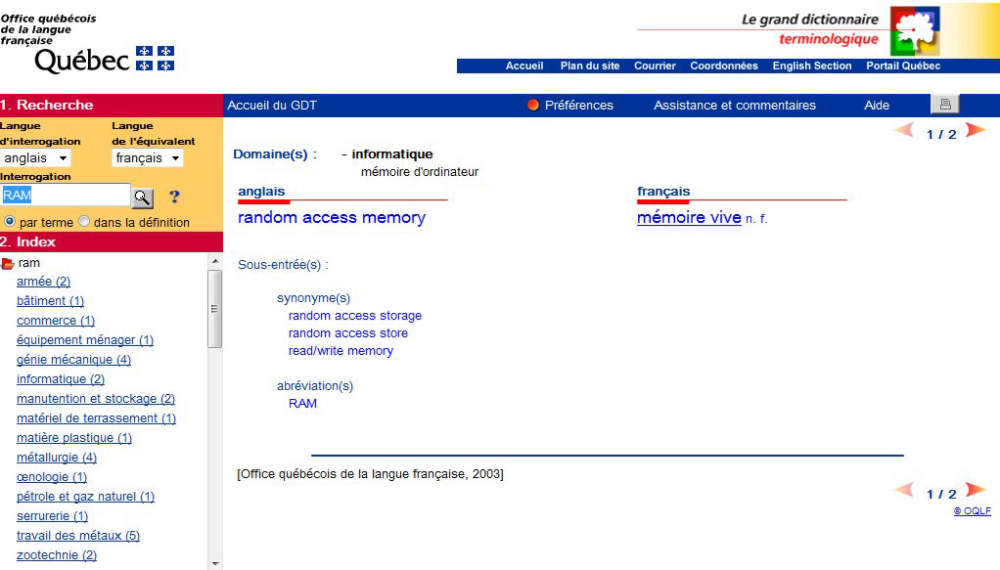 Office québécois
de la langue
française
Québec
Le grand dictionnaire
terminologique
Accueil Plan du site Courrier Coordonnées English Section Portail Québec
1. Recherche
Accueil du GDT Préférences Assistance et commentaires Aide
Langue d'interrogation
Langue de l'équivalent
anglais français
Interrogation
RAM ?
par terme dans la définition
2. Index
ram
armée (2)
bâtiment (1)
commerce (1)
équipement ménager (1)
génie mécanique (4)
informatique (2)
manutention et stockage (2)
matériel de terrassement (1)
matière plastique (1)
métallurgie (4)
œnologie (1)
pétrole et gaz naturel (1)
serrurerie (1)
travail des métaux (5)
zootechnie (2)
1 / 2
Domaine(s) : - informatique
mémoire d'ordinateur
anglais
random access memory
français
mémoire vive n. f.
Sous-entrée(s) :
synonyme(s)
random access storage
random access store
read/write memory
abréviation(s)
RAM
[Office québécois de la langue française, 2003]
1 / 2
© OQLF